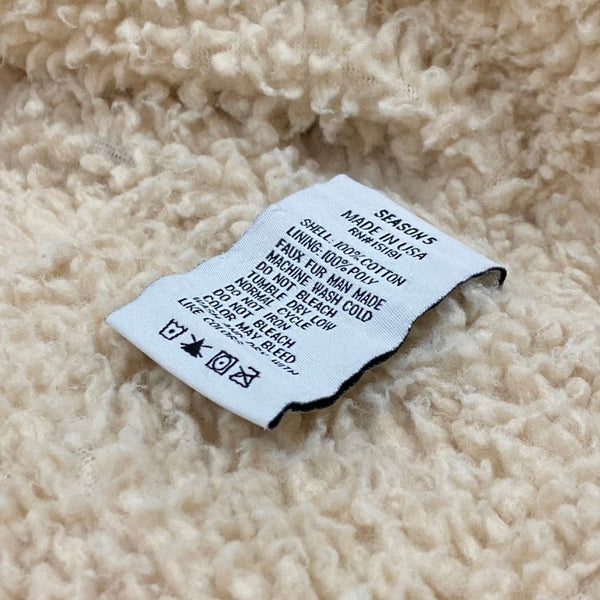 SEASON 5
MADE IN USA
RN# 151191
SHELL: 100% COTTON
LINING: 100% POLY
FAUX FUR MAN MADE
MACHINE WASH COLD
DO NOT BLEACH
TUMBLE DRY LOW
NORMAL CYCLE
DO NOT IRON
DO NOT BLEACH
COLOR MAY BLEED
WITH
LIKE COLORS